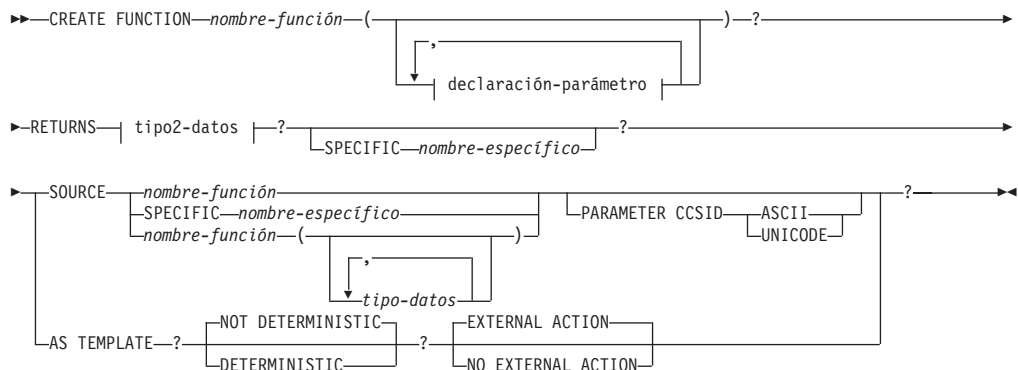 CREATE FUNCTION nombre-función ( ) ?
,
declaración-parámetro
RETURNS tipo2-datos ? ?
SPECIFIC nombre-específico
SOURCE nombre-función ?
SPECIFIC nombre-específico PARAMETER CCSID ASCII
nombre-función ( ) UNICODE
,
tipo-datos
NOT DETERMINISTIC EXTERNAL ACTION
AS TEMPLATE ? ?
DETERMINISTIC NO EXTERNAL ACTION